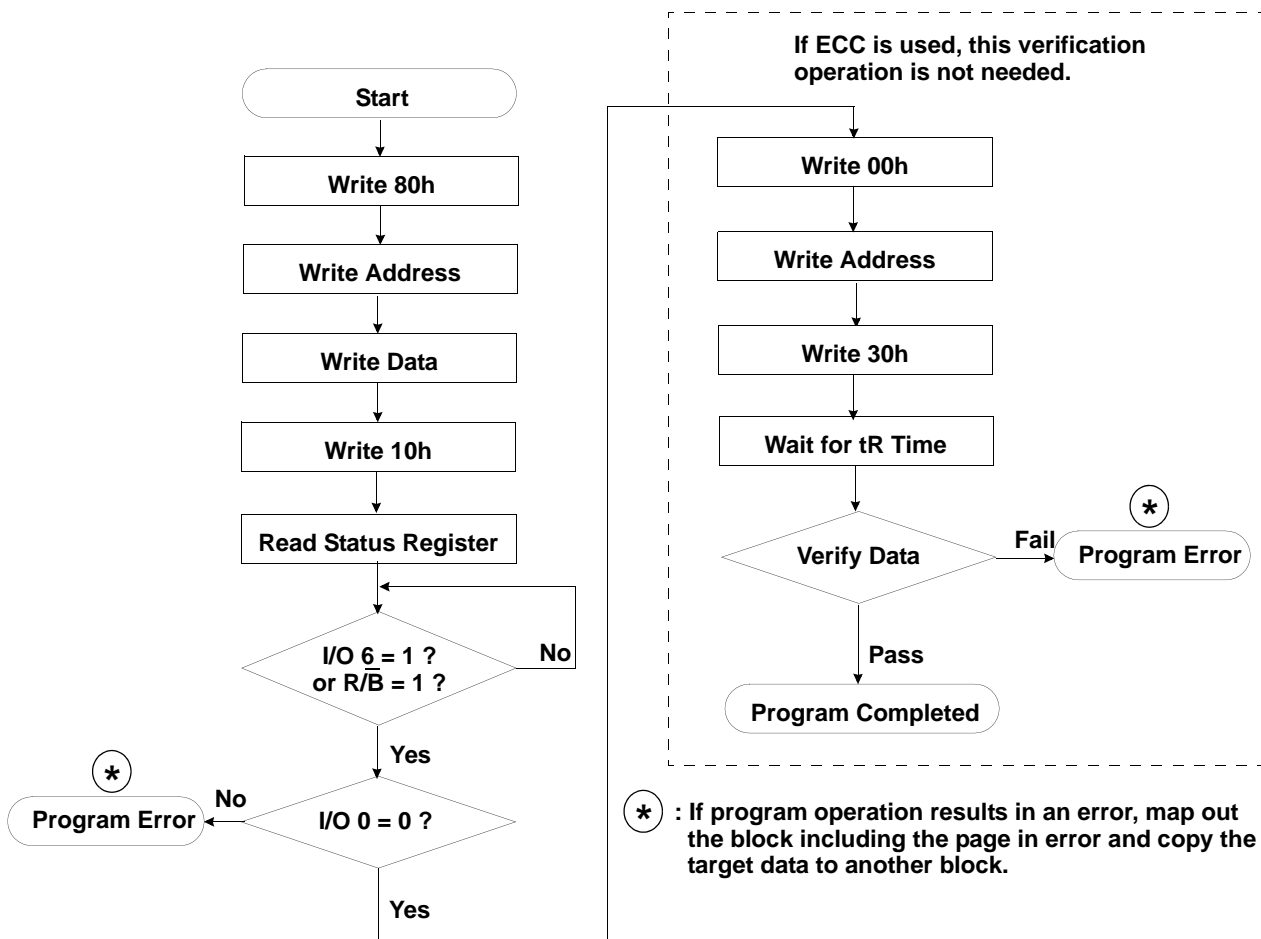 Start
Write 80h
Write Address
Write Data
Write 10h
Read Status Register
I/O 6 = 1 ?
or R/B̅ = 1 ?
No
Yes
*
No
Program Error
I/O 0 = 0 ?
Yes
If ECC is used, this verification
operation is not needed.
Write 00h
Write Address
Write 30h
Wait for tR Time
*
Verify Data
Fail
Program Error
Pass
Program Completed
* : If program operation results in an error, map out
the block including the page in error and copy the
target data to another block.